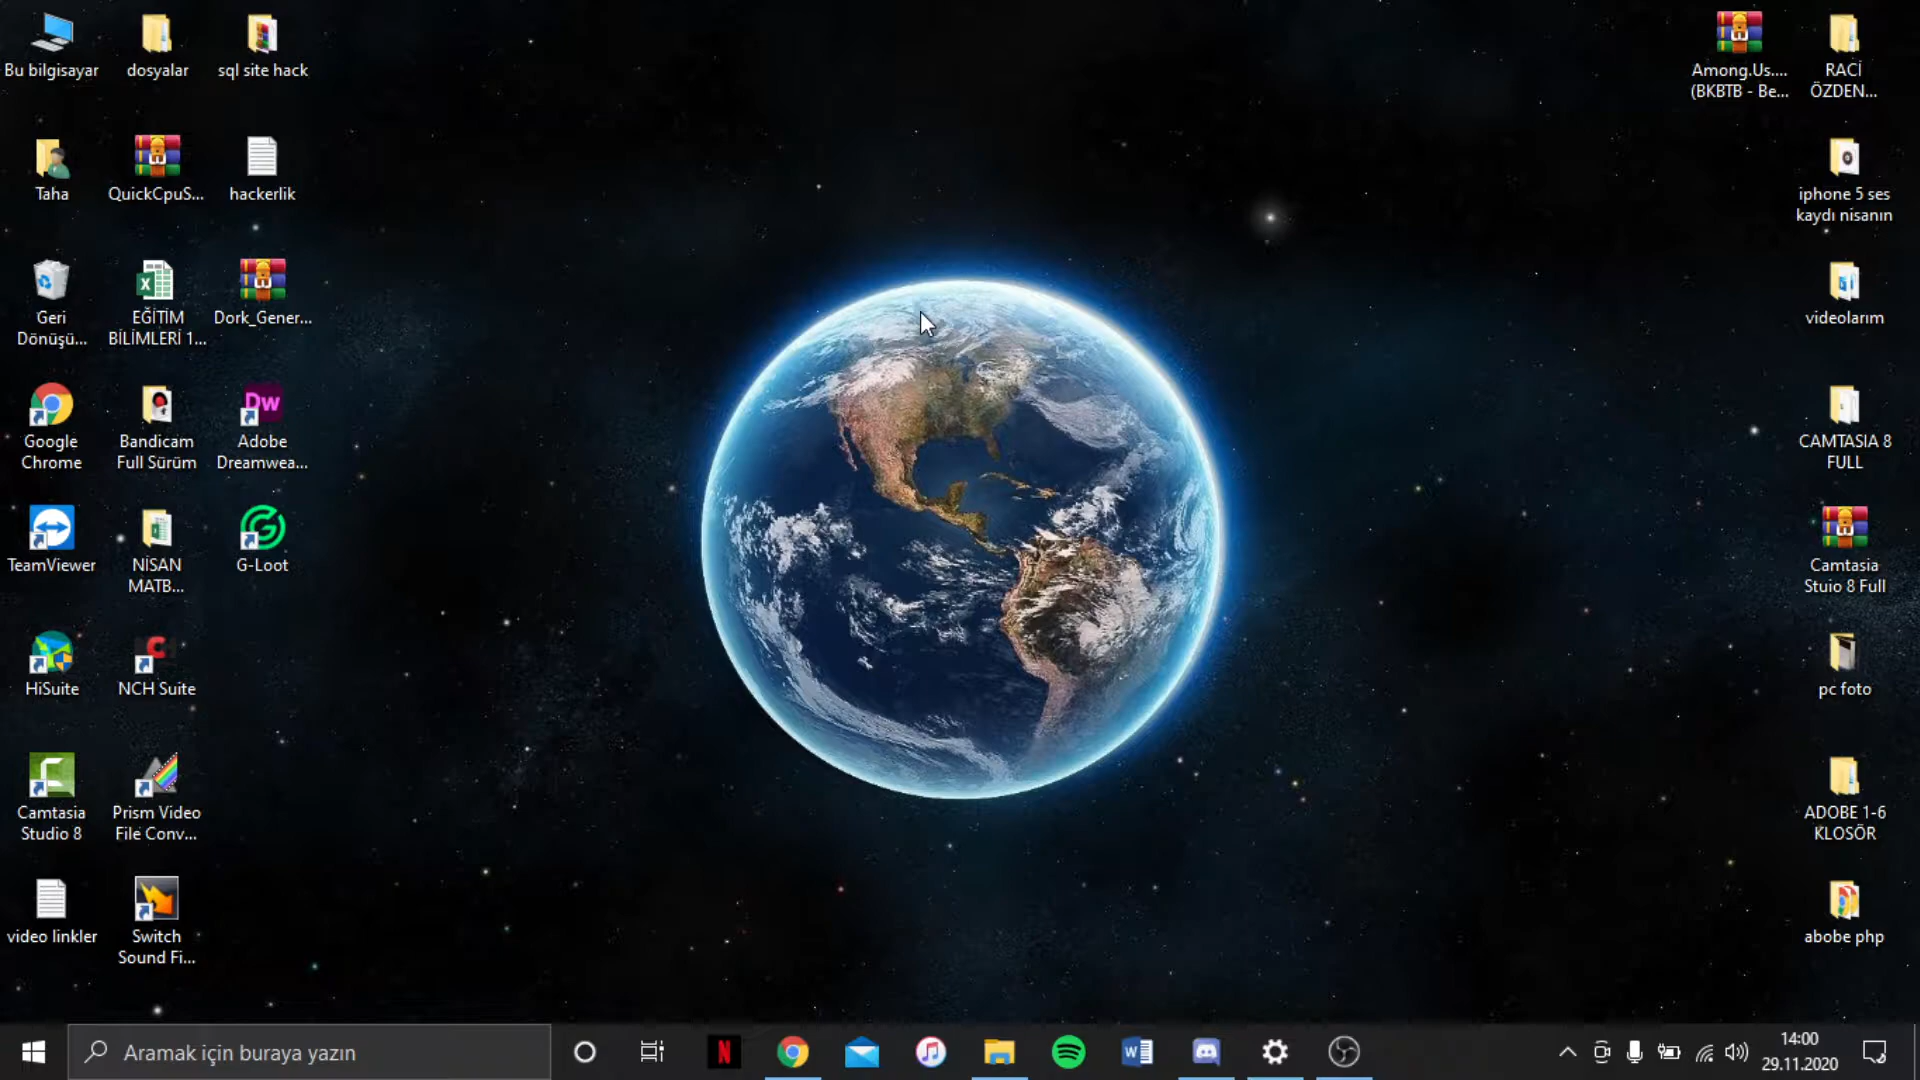 Bu bilgisayar
dosyalar
sql site hack
Taha
QuickCpuS...
hackerlik
Geri
Dönüşü...
EĞİTİM
BİLİMLERİ 1...
Dork_Gener...
Google
Chrome
Bandicam
Full Sürüm
Dw
Adobe
Dreamwea...
TeamViewer
NİSAN
MATB...
G-Loot
HiSuite
NCH Suite
Camtasia
Studio 8
Prism Video
File Conv...
video linkler
Switch
Sound Fi...
Among.Us....
(BKBTB - Be...
RACİ
ÖZDEN...
iphone 5 ses
kaydı nisanın
videolarım
CAMTASIA 8
FULL
Camtasia
Stuio 8 Full
pc foto
ADOBE 1-6
KLOSÖR
abobe php
Aramak için buraya yazın
14:00
29.11.2020